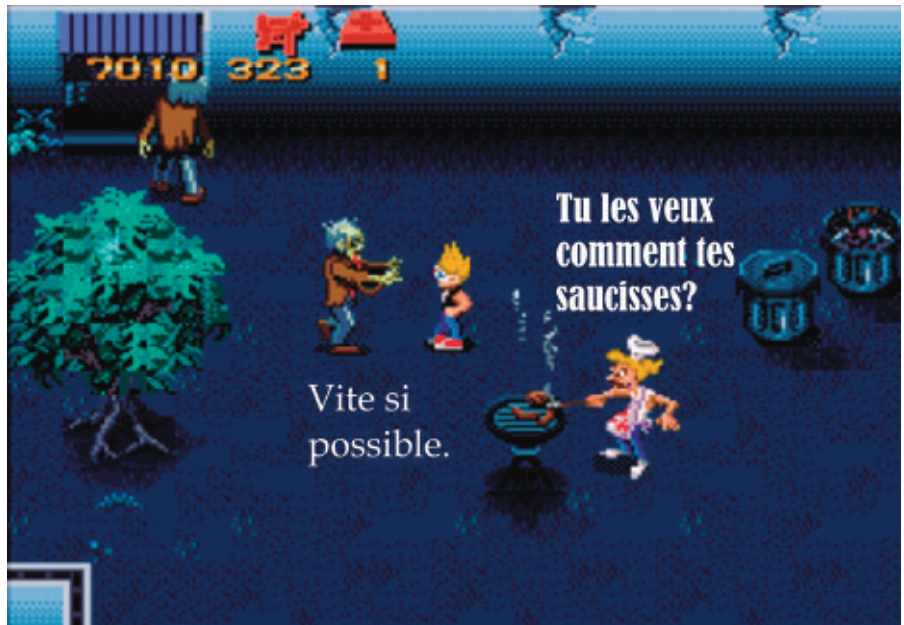 7010 323 1
Tu les veux
comment tes
saucisses?
Vite si
possible.